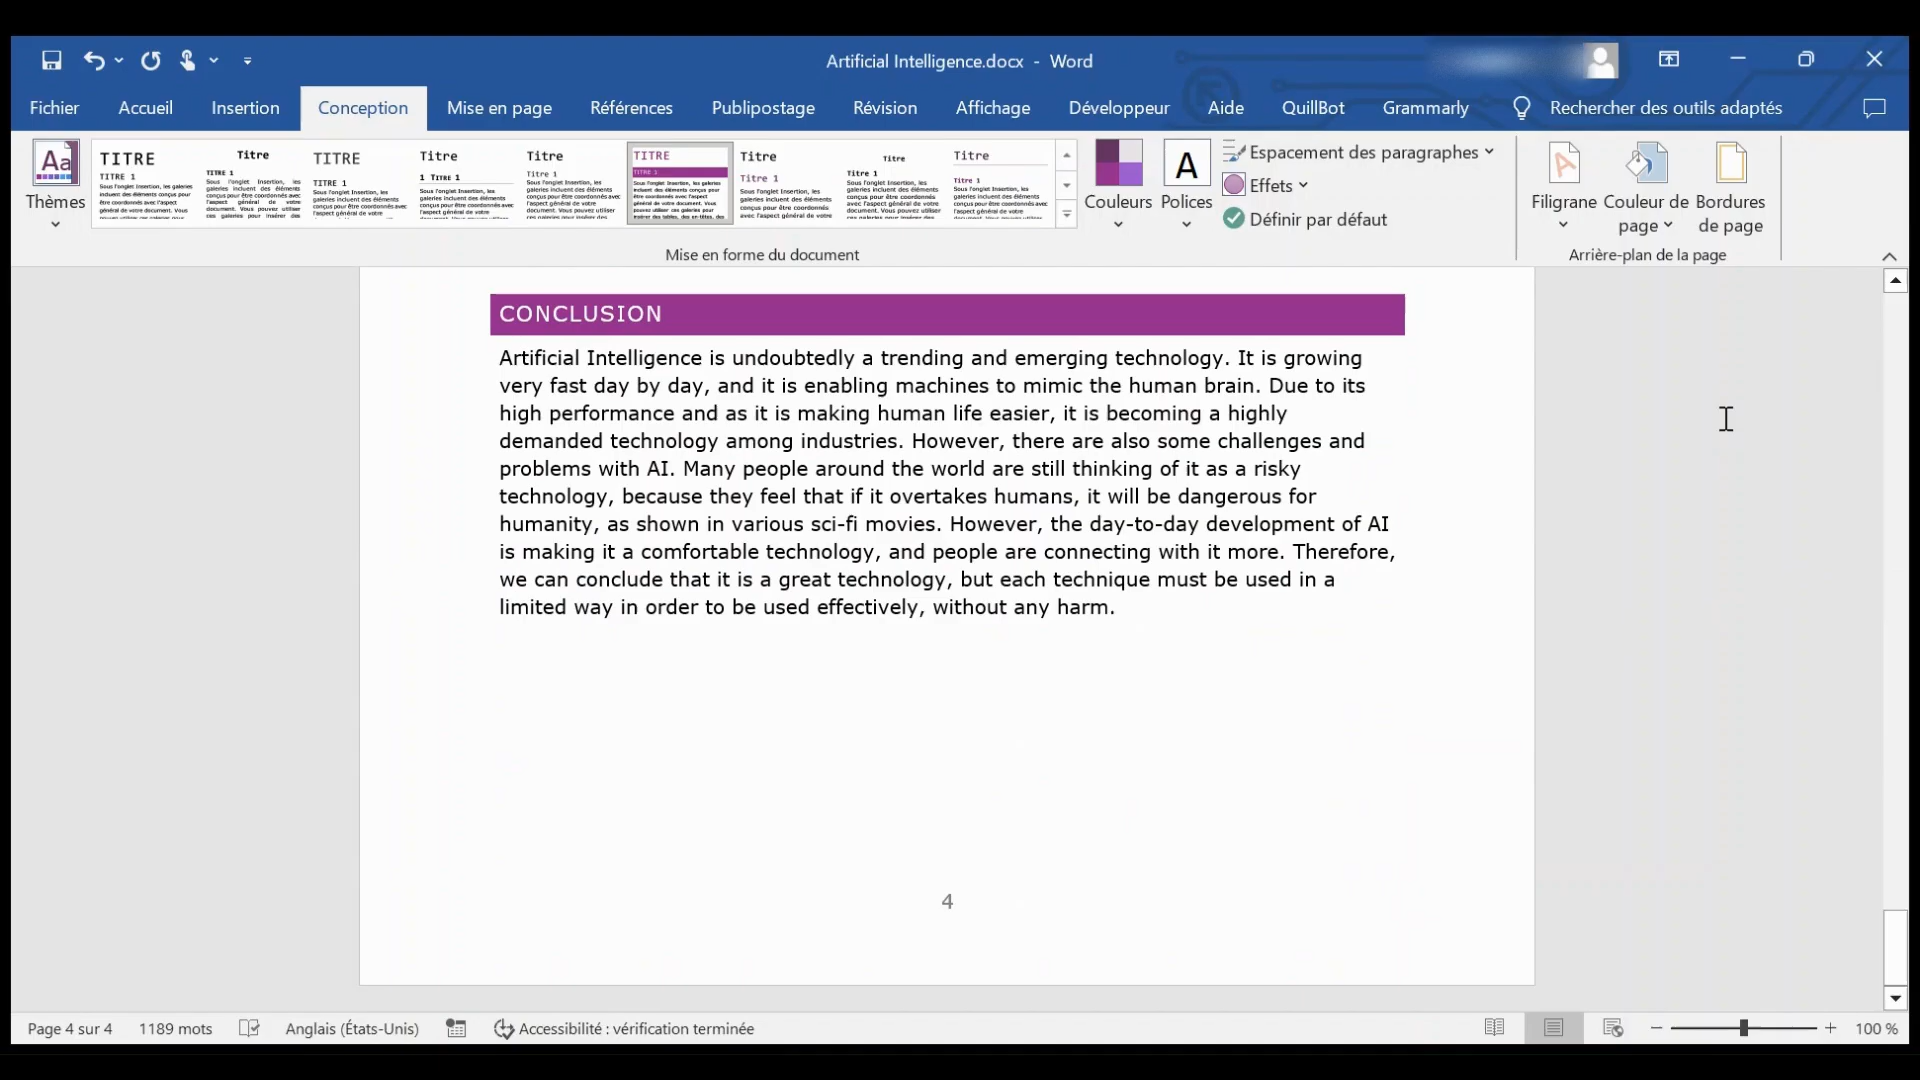 Artificial Intelligence.docx - Word
Fichier Accueil Insertion Conception Mise en page Références Publipostage Révision Affichage Développeur Aide QuillBot Grammarly Rechercher des outils adaptés
Aa
Thèmes
TITRE
TITRE 1
Sous l'onglet Insertion, les galeries incluent des éléments conçus pour être coordonnés avec l'aspect général de votre document. Vous
Titre
TITRE 1
Sous l'onglet Insertion, les galeries incluent des éléments conçus pour être coordonnés avec l'aspect général de votre document. Vous pouvez utiliser ces galeries pour insérer des
TITRE
TITRE 1
Sous l'onglet Insertion, les galeries incluent des éléments conçus pour être coordonnés avec l'aspect général de votre
Titre
1 TITRE 1
Sous l'onglet Insertion, les galeries incluent des éléments conçus pour être coordonnés avec l'aspect général de votre
Titre
Titre 1
Sous l'onglet Insertion, les galeries incluent des éléments conçus pour être coordonnés avec l'aspect général de votre document. Vous pouvez utiliser
TITRE
TITRE 1
Sous l'onglet Insertion, les galeries incluent des éléments conçus pour être coordonnés avec l'aspect général de votre document. Vous pouvez utiliser ces galeries pour
Titre
Titre 1
Sous l'onglet Insertion, les galeries incluent des éléments conçus pour être coordonnés avec l'aspect général de votre
Titre
Titre 1
Sous l'onglet Insertion, les galeries incluent des éléments conçus pour être coordonnés avec l'aspect général de votre document. Vous pouvez utiliser
Titre
Titre 1
Sous l'onglet Insertion, les galeries incluent des éléments conçus pour être coordonnés avec l'aspect général de votre
Couleurs
A
Polices
Espacement des paragraphes
Effets
Définir par défaut
Mise en forme du document
A
Filigrane
Couleur de
page
Bordures
de page
Arrière-plan de la page
CONCLUSION
Artificial Intelligence is undoubtedly a trending and emerging technology. It is growing
very fast day by day, and it is enabling machines to mimic the human brain. Due to its
high performance and as it is making human life easier, it is becoming a highly
demanded technology among industries. However, there are also some challenges and
problems with AI. Many people around the world are still thinking of it as a risky
technology, because they feel that if it overtakes humans, it will be dangerous for
humanity, as shown in various sci-fi movies. However, the day-to-day development of AI
is making it a comfortable technology, and people are connecting with it more. Therefore,
we can conclude that it is a great technology, but each technique must be used in a
limited way in order to be used effectively, without any harm.
4
Page 4 sur 4 1189 mots Anglais (États-Unis) Accessibilité : vérification terminée 100 %